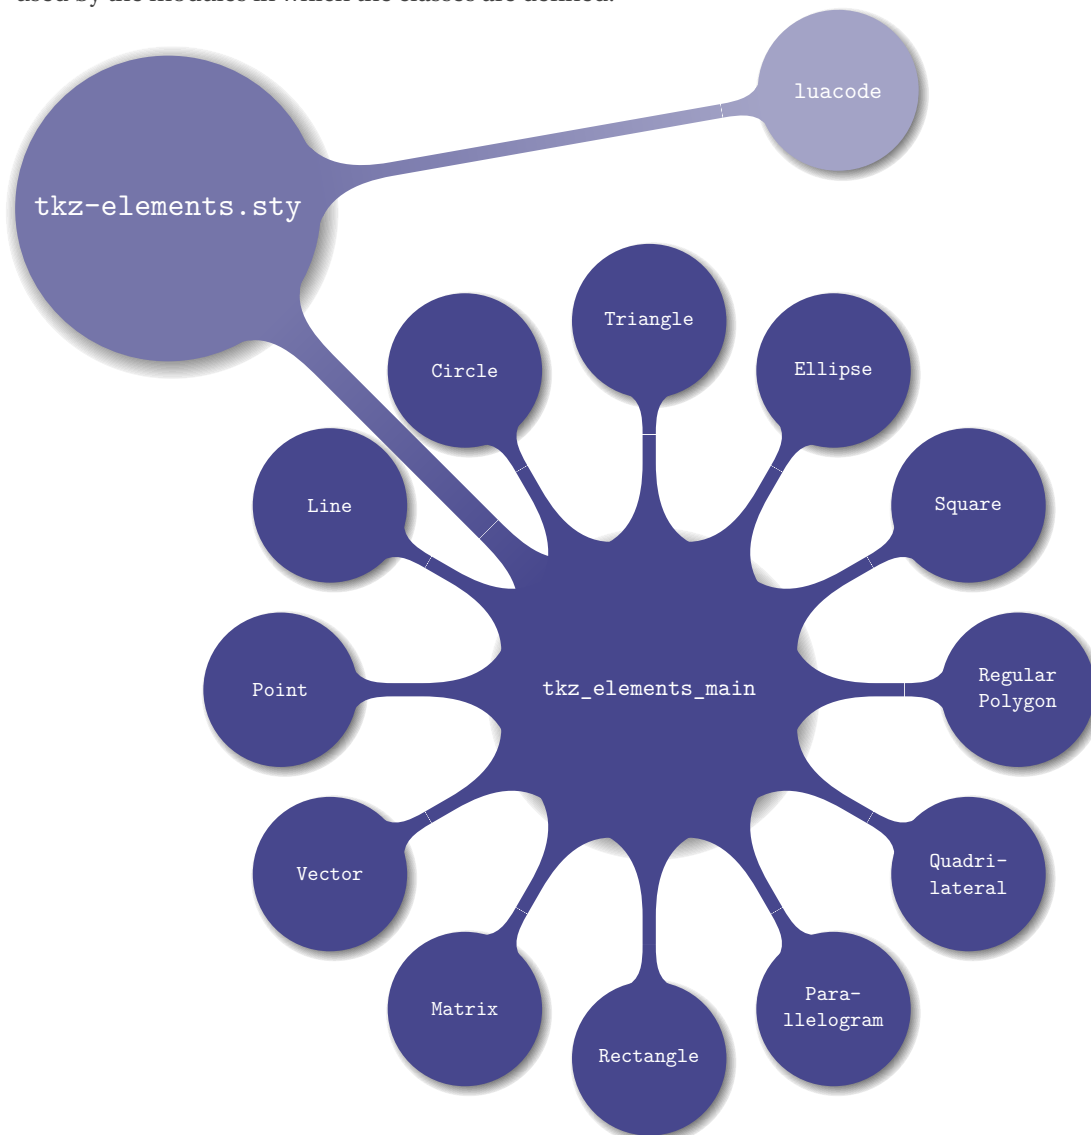 used by the modules in which the classes are defined.
luacode
tkz-elements.sty
Triangle
Circle
Ellipse
Line
Square
Point
tkz_elements_main
Regular
Polygon
Vector
Quadri-
lateral
Matrix
Para-
llelogram
Rectangle